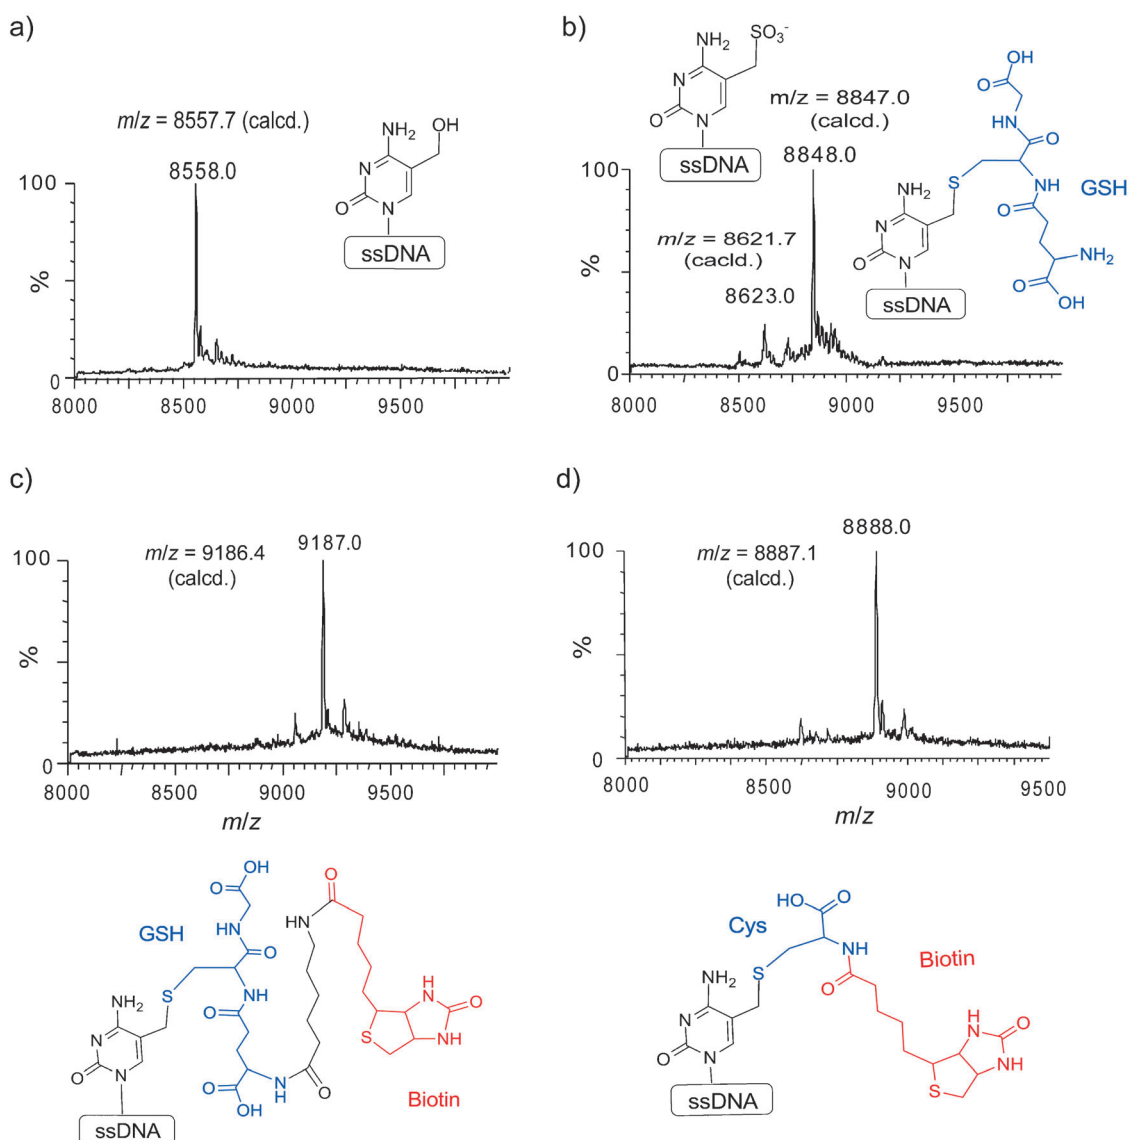 a)
m/z = 8557.7 (calcd.)
8558.0
100
%
0
8000 8500 9000 9500
NH2
OH
N
O
N
ssDNA
b)
SO3-
NH2
N
O
N
ssDNA
m/z = 8847.0
(calcd.)
8848.0
m/z = 8621.7
(cacld.)
8623.0
100
%
0
8000 8500 9000 9500
OH
O
HN
O
S
NH
GSH
NH2
O
N
O
N
NH2
O
OH
ssDNA
c)
m/z = 9186.4
(calcd.)
9187.0
100
%
0
8000 8500 9000 9500
m/z
OH
O
O
GSH
HN
HN
O
NH2
S
NH
O
H
N
O
N
H
S
N
O
N
O
N
H
O
OH
Biotin
ssDNA
d)
8888.0
m/z = 8887.1
(calcd.)
100
%
0
8000 8500 9000 9500
m/z
HO
O
Cys
NH
NH2
S
O
Biotin
N
H
N
O
O
N
NH
S
ssDNA